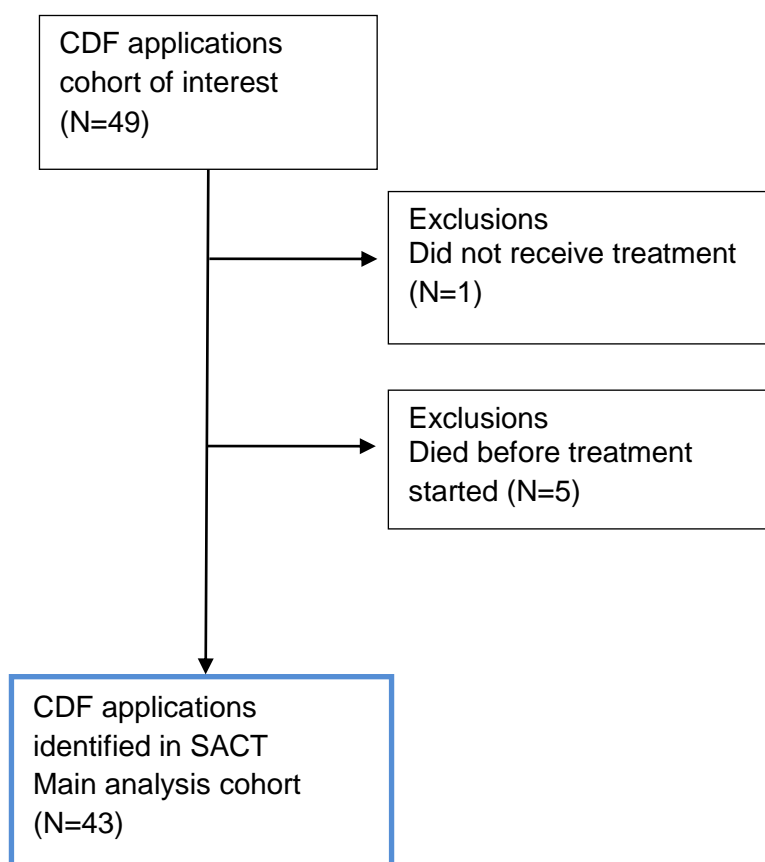 CDF applications
cohort of interest
(N=49)
Exclusions
Did not receive treatment
(N=1)
Exclusions
Died before treatment
started (N=5)
CDF applications
identified in SACT
Main analysis cohort
(N=43)